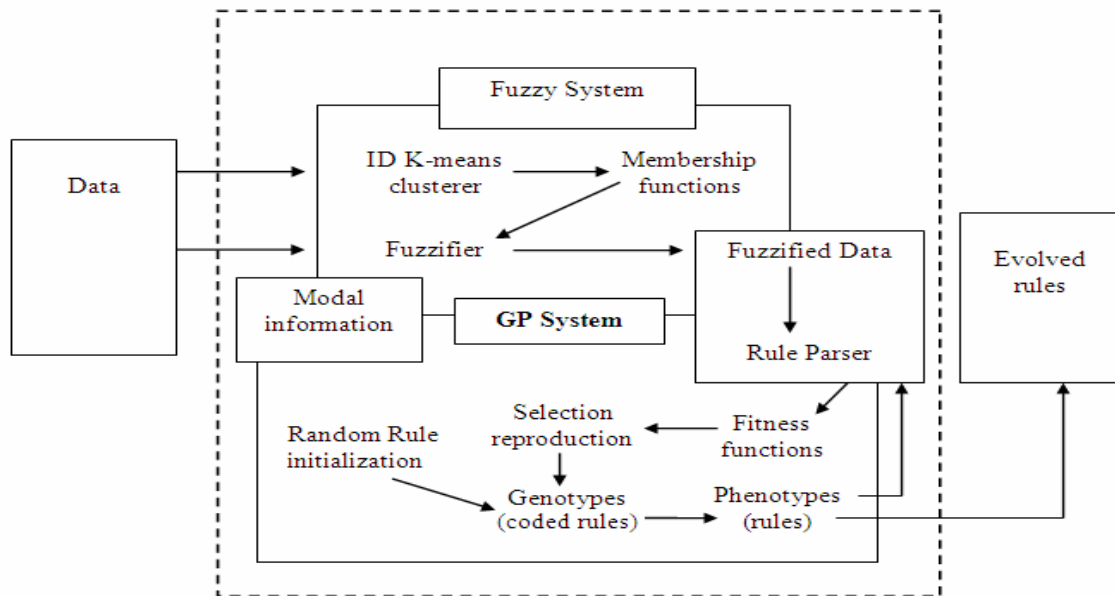 Fuzzy System
Data
ID K-means
clusterer
Membership
functions
Fuzzifier
Fuzzified Data
Evolved
rules
Modal
information
GP System
Rule Parser
Random Rule
initialization
Selection
reproduction
Fitness
functions
Genotypes
(coded rules)
Phenotypes
(rules)